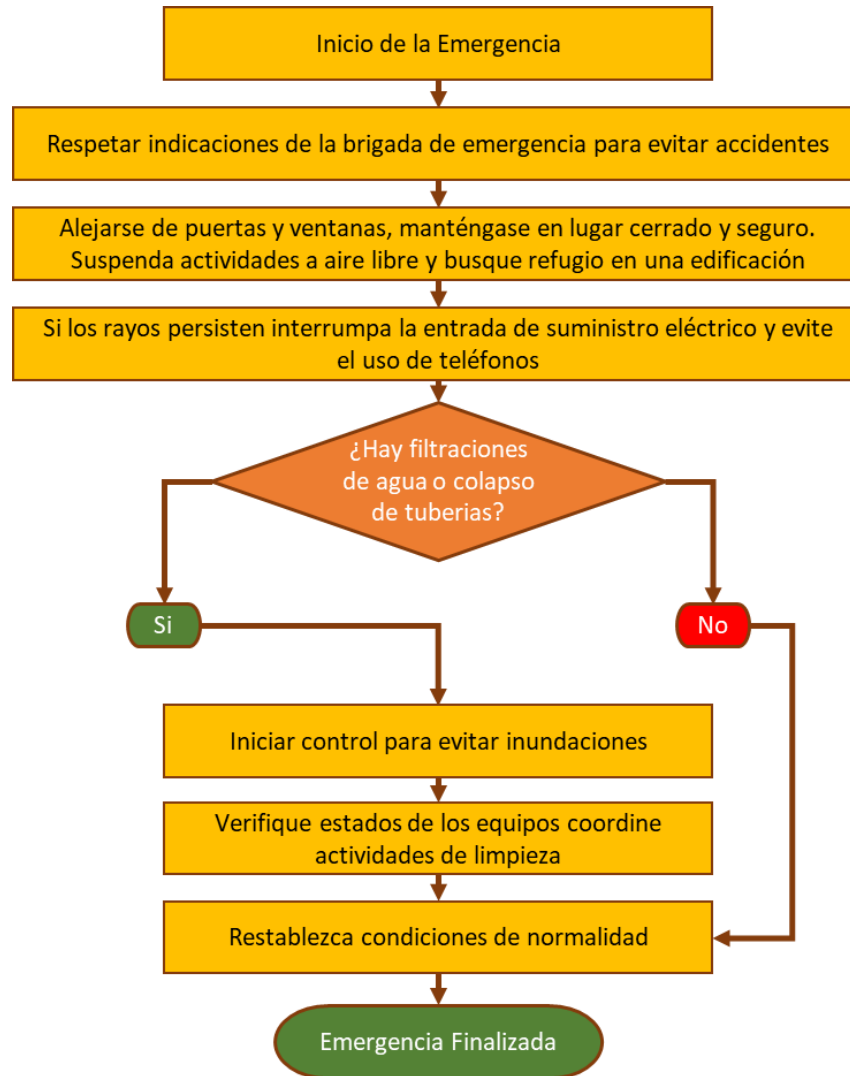 Inicio de la Emergencia
Respetar indicaciones de la brigada de emergencia para evitar accidentes
Alejarse de puertas y ventanas, manténgase en lugar cerrado y seguro.
Suspenda actividades a aire libre y busque refugio en una edificación
Si los rayos persisten interrumpa la entrada de suministro eléctrico y evite
el uso de teléfonos
¿Hay filtraciones
de agua o colapso
de tuberias?
Si
No
Iniciar control para evitar inundaciones
Verifique estados de los equipos coordine
actividades de limpieza
Restablezca condiciones de normalidad
Emergencia Finalizada